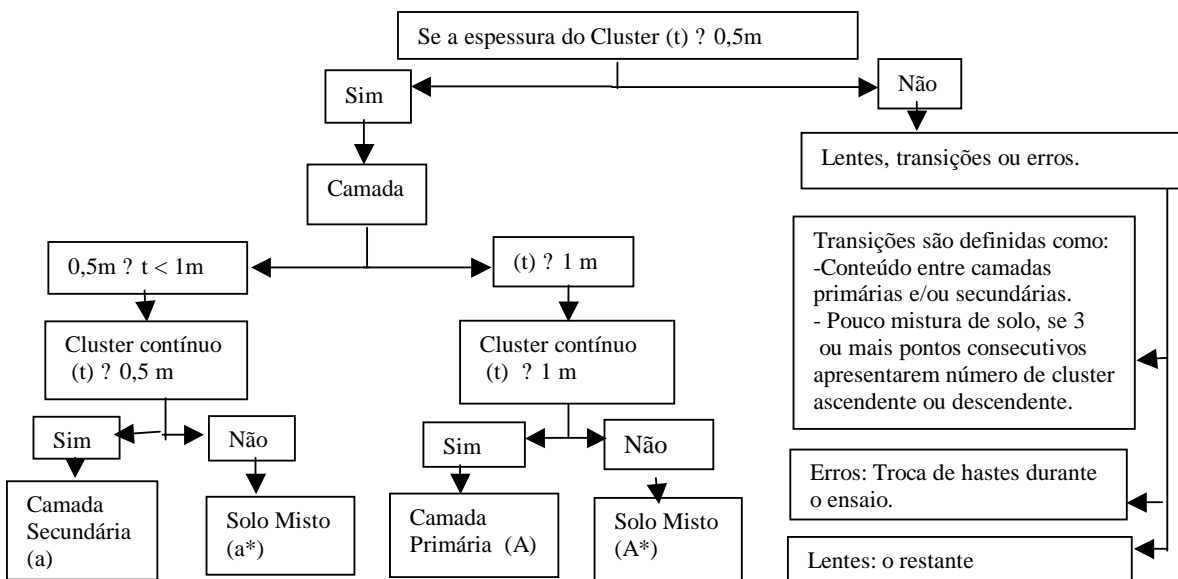 Se a espessura do Cluster (t) ? 0,5m
Sim
Não
Camada
Lentes, transições ou erros.
0,5m ? t < 1m
(t) ? 1 m
Transições são definidas como:
-Conteúdo entre camadas
primárias e/ou secundárias.
- Pouco mistura de solo, se 3
ou mais pontos consecutivos
apresentarem número de cluster
ascendente ou descendente.
Cluster contínuo
(t) ? 0,5 m
Cluster contínuo
(t) ? 1 m
Sim
Não
Sim
Não
Camada
Secundária
(a)
Solo Misto
(a*)
Camada
Primária (A)
Solo Misto
(A*)
Erros: Troca de hastes durante
o ensaio.
Lentes: o restante